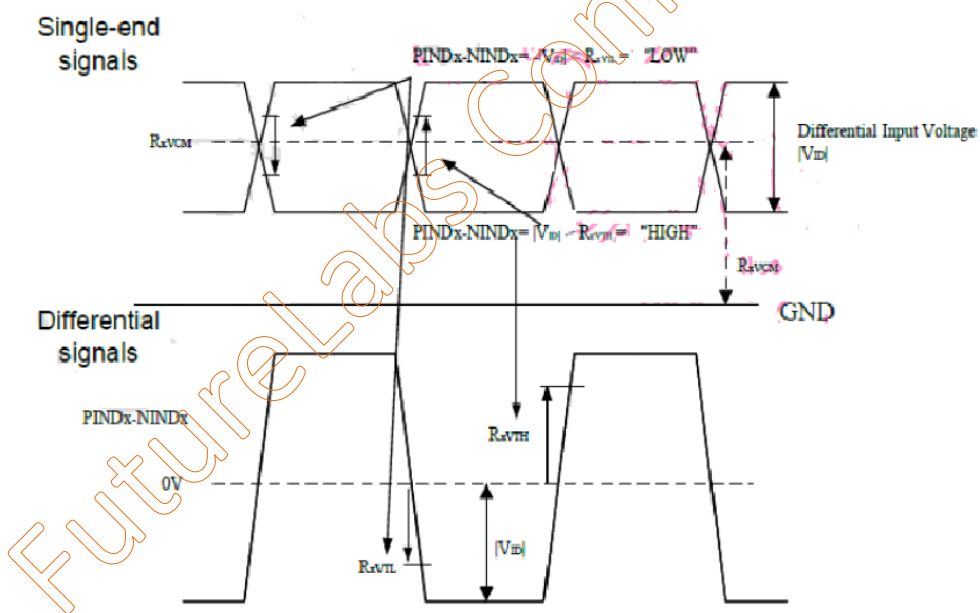 Single-end
signals
PINDx-NINDx= -|VID| = RxVTL = "LOW"
RxVCM
Differential Input Voltage
|VID|
PINDx-NINDx= |VID| - RxVTH = "HIGH"
RxVCM
GND
Differential
signals
PINDx-NINDx
RxVTH
0V
|VID|
RxVTL
FutureLabs Con